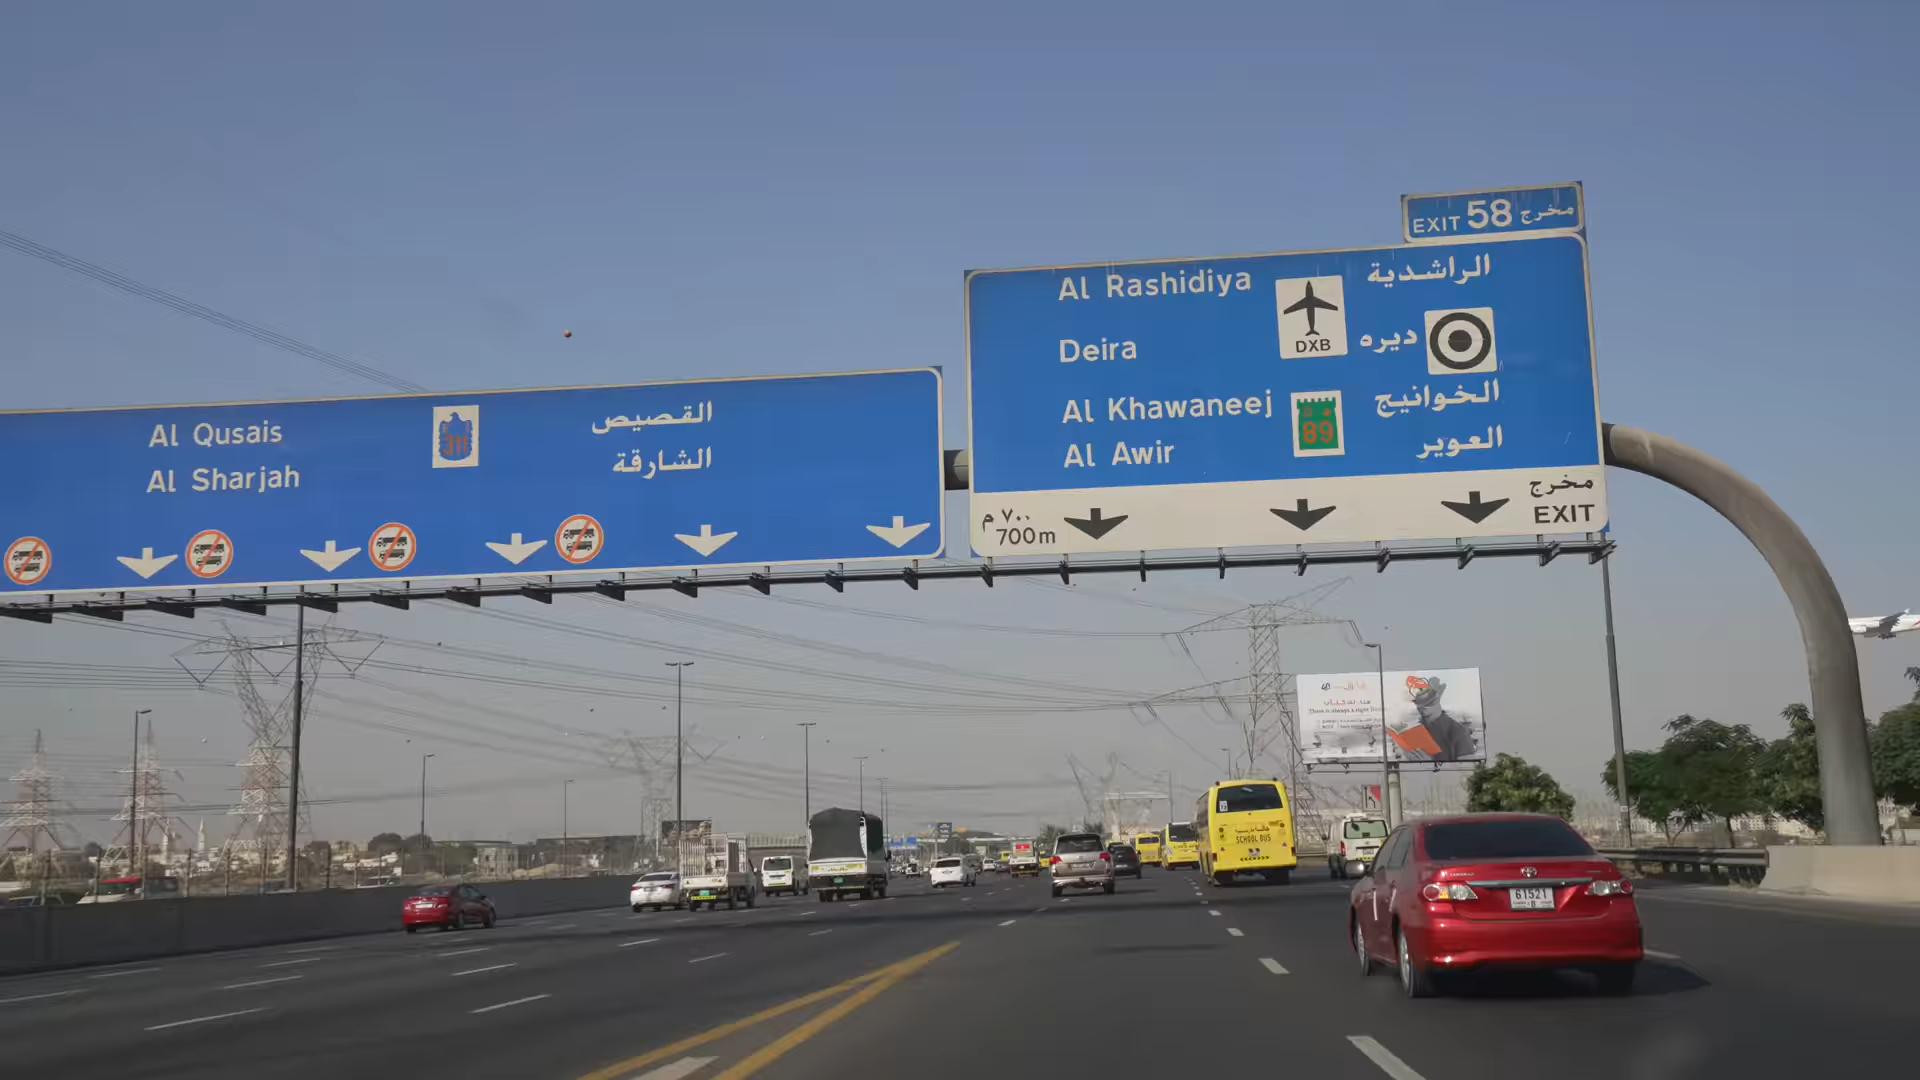 EXIT 58 مخرج
Al Rashidiya
الراشدية
DXB
Deira
ديره
Al Khawaneej
الخوانيج
89
Al Awir
العوير
٧٠٠ م
700m
مخرج
EXIT
Al Qusais
القصيص
311
Al Sharjah
الشارقة
SCHOOL BUS
61521